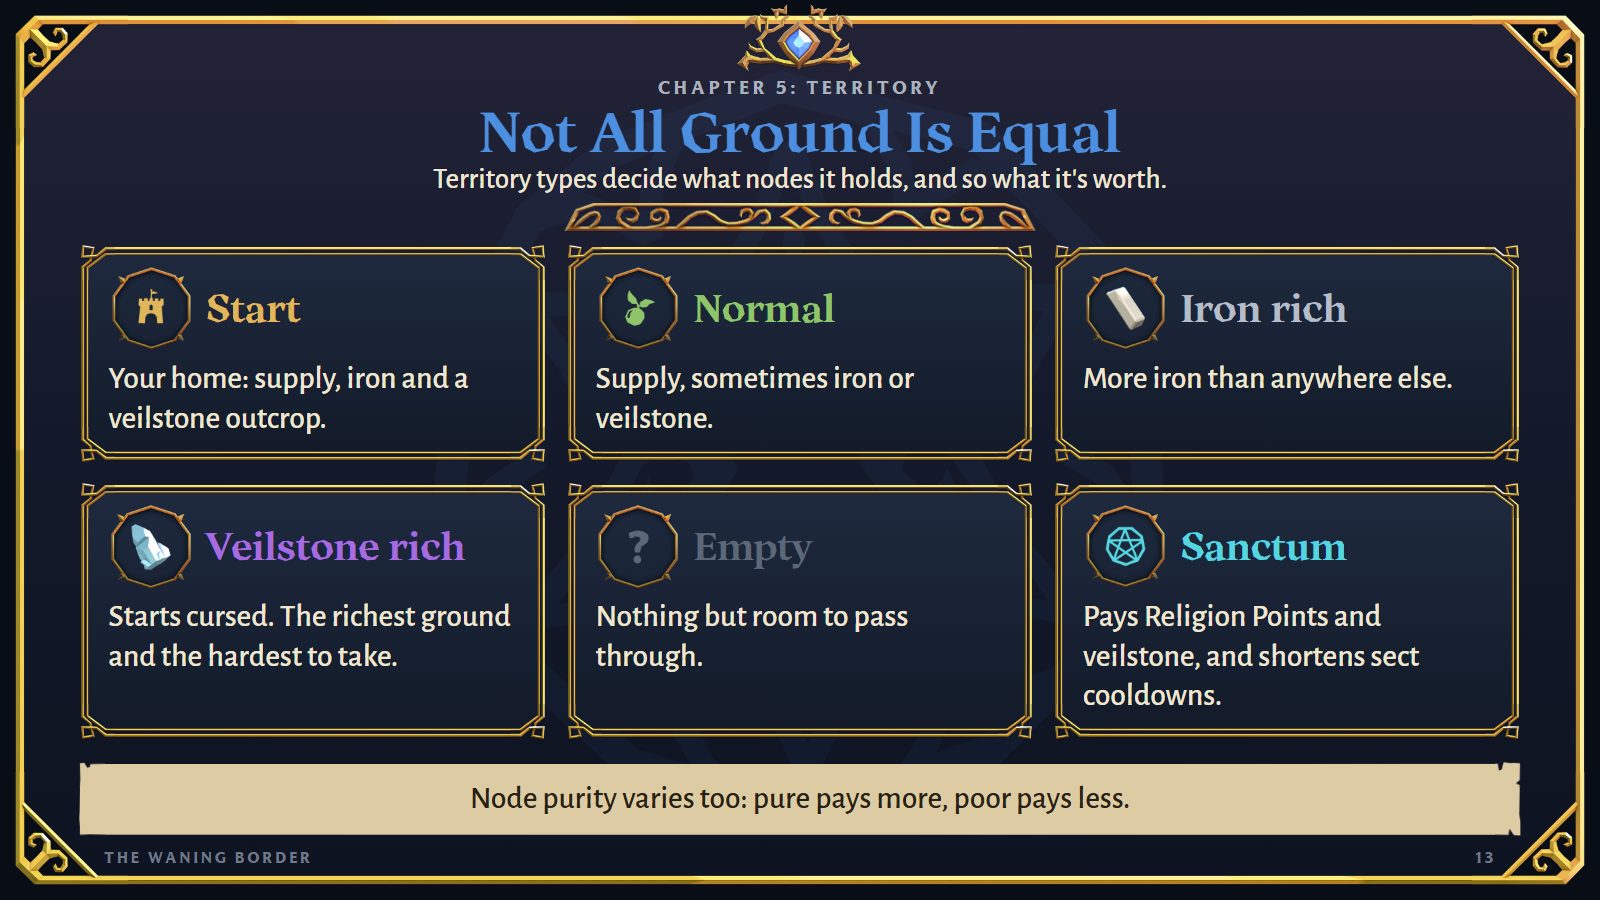 CHAPTER 5: TERRITORY
Not All Ground Is Equal
Territory types decide what nodes it holds, and so what it's worth.
Start
Your home: supply, iron and a
veilstone outcrop.
Normal
Supply, sometimes iron or
veilstone.
Iron rich
More iron than anywhere else.
Veilstone rich
Starts cursed. The richest ground
and the hardest to take.
?
Empty
Nothing but room to pass
through.
Sanctum
Pays Religion Points and
veilstone, and shortens sect
cooldowns.
Node purity varies too: pure pays more, poor pays less.
THE WANING BORDER
13